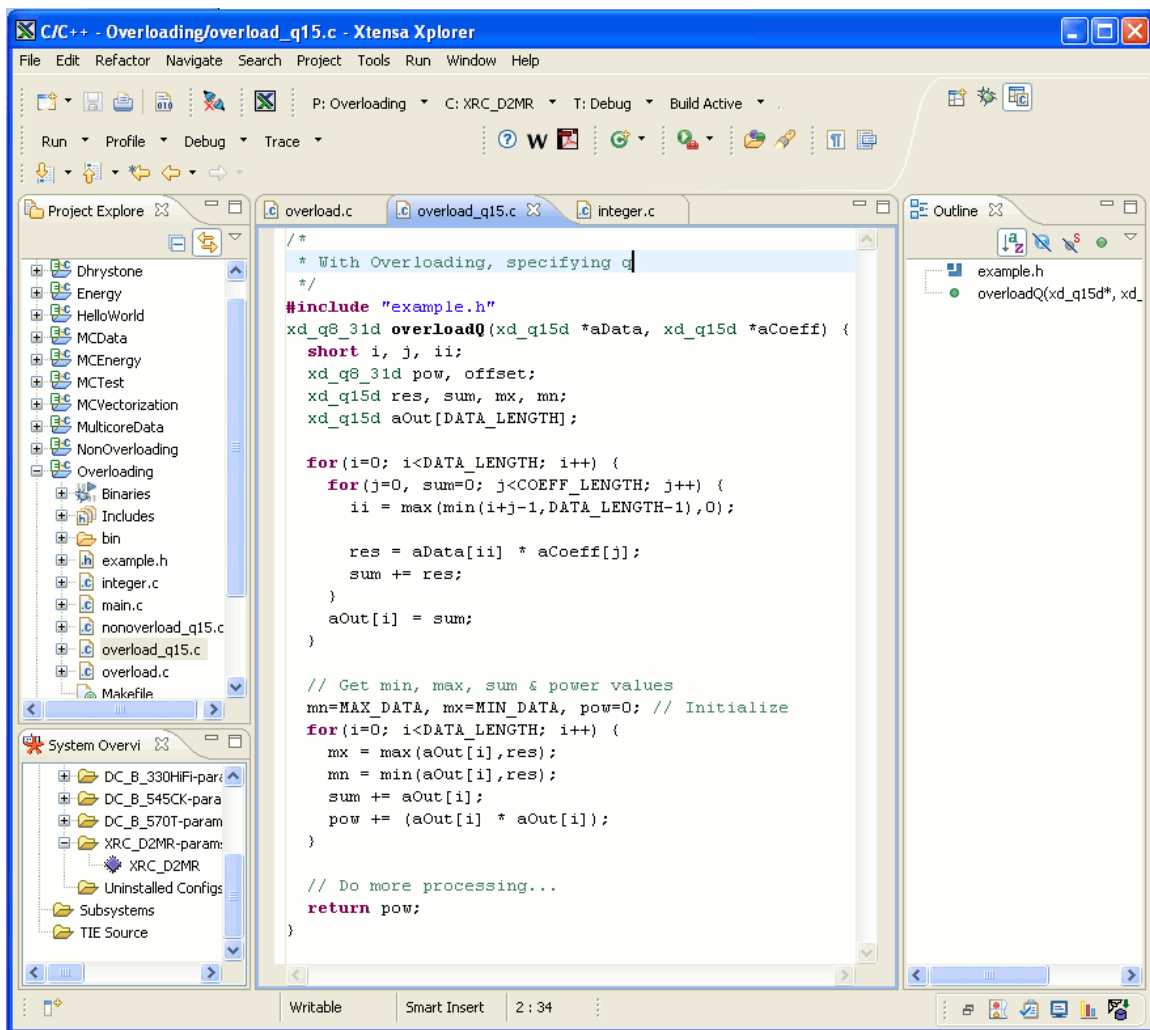 C/C++ - Overloading/overload_q15.c - Xtensa Xplorer
File Edit Refactor Navigate Search Project Tools Run Window Help
P: Overloading C: XRC_D2MR T: Debug Build Active
Run Profile Debug Trace
Project Explore
Dhrystone
Energy
HelloWorld
MCData
MCEnergy
MCTest
MCVectorization
MulticoreData
NonOverloading
Overloading
Binaries
Includes
bin
example.h
integer.c
main.c
nonoverload_q15.c
overload_q15.c
overload.c
Makefile
System Overvi
DC_B_330HiFi-para
DC_B_545CK-para
DC_B_570T-param
XRC_D2MR-params
XRC_D2MR
Uninstalled Configs
Subsystems
TIE Source
overload.c overload_q15.c integer.c
/*
 * With Overloading, specifying q
 */
#include "example.h"
xd_q8_31d overloadQ(xd_q15d *aData, xd_q15d *aCoeff) {
  short i, j, ii;
  xd_q8_31d pow, offset;
  xd_q15d res, sum, mx, mn;
  xd_q15d aOut[DATA_LENGTH];
  for(i=0; i<DATA_LENGTH; i++) {
    for(j=0, sum=0; j<COEFF_LENGTH; j++) {
      ii = max(min(i+j-1,DATA_LENGTH-1),0);
      res = aData[ii] * aCoeff[j];
      sum += res;
    }
    aOut[i] = sum;
  }
  // Get min, max, sum & power values
  mn=MAX_DATA, mx=MIN_DATA, pow=0; // Initialize
  for(i=0; i<DATA_LENGTH; i++) {
    mx = max(aOut[i],res);
    mn = min(aOut[i],res);
    sum += aOut[i];
    pow += (aOut[i] * aOut[i]);
  }
  // Do more processing...
  return pow;
}
Outline
example.h
overloadQ(xd_q15d*, xd_
Writable Smart Insert 2 : 34